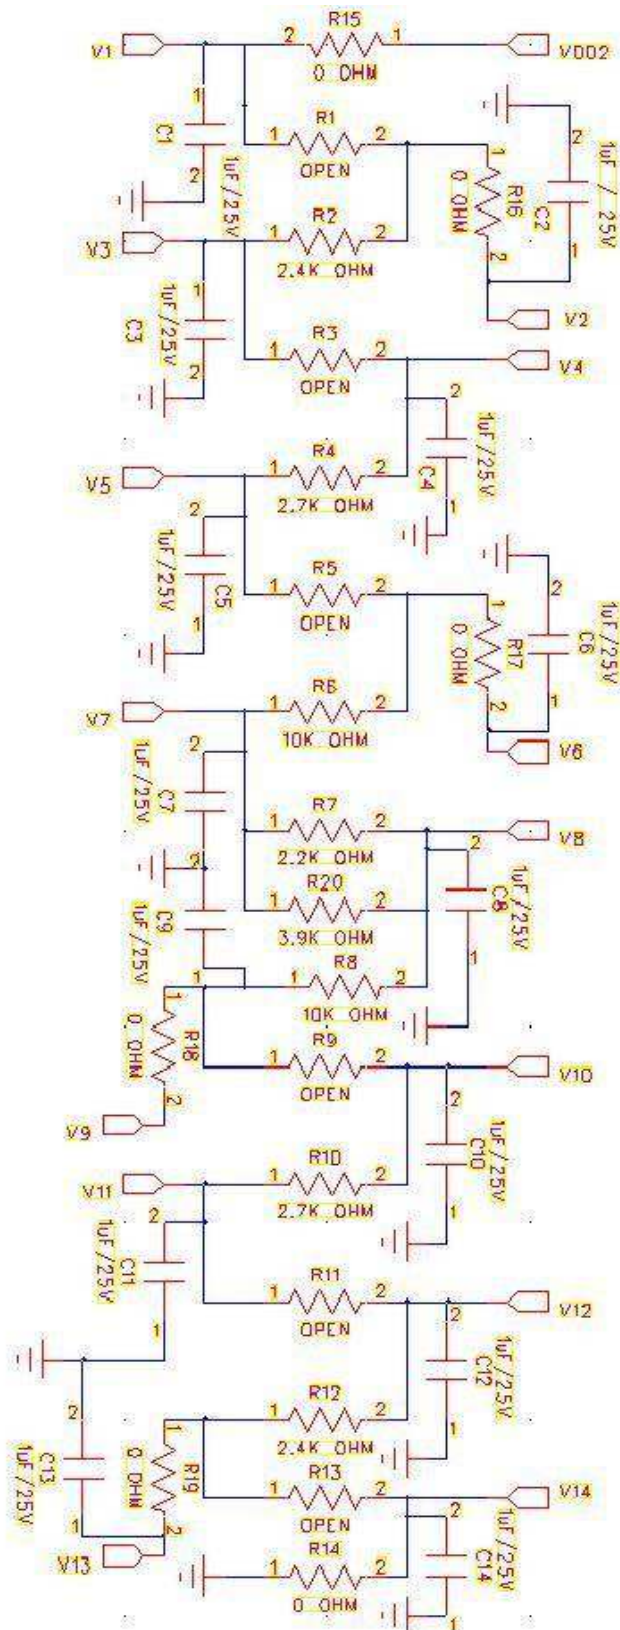 V1
2
R15
1
VDD2
0 OHM
1
C1
2
1uF/25V
1
R1
2
OPEN
1
R16
0 OHM
2
2
C2
1uF / 25V
1
V3
1
R2
2
2.4K OHM
V2
1
C3
1uF/25V
2
1
R3
2
OPEN
V4
2
C4
1uF/25V
1
V5
1
R4
2
2.7K OHM
2
C5
1uF/25V
1
1
R5
2
OPEN
1
R17
0 OHM
2
2
C6
1uF/25V
1
V7
1
R6
2
10K OHM
V6
2
C7
1uF/25V
1
R7
2
2.2K OHM
V8
2
C8
1uF/25V
1
2
C9
1uF/25V
1
R20
2
3.9K OHM
1
1
R8
2
10K OHM
1
R18
0 OHM
2
V9
1
R9
2
OPEN
V10
2
C10
1uF/25V
1
V11
1
R10
2
2.7K OHM
2
C11
1uF/25V
1
1
R11
2
OPEN
V12
2
C12
1uF/25V
1
1
R12
2
2.4K OHM
2
C13
1uF/25V
1
1
R19
0 OHM
2
V13
1
R13
2
OPEN
V14
2
C14
1uF/25V
1
1
R14
2
0 OHM